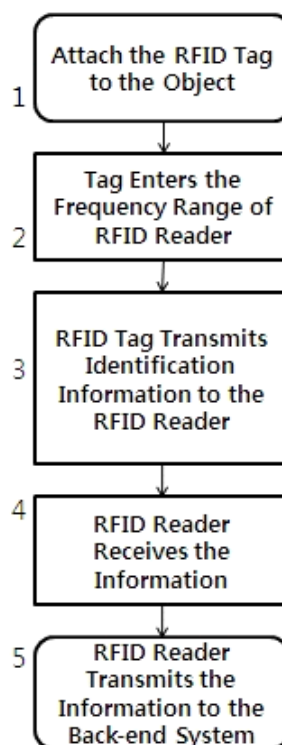 1
Attach the RFID Tag
to the Object
2
Tag Enters the
Frequency Range of
RFID Reader
3
RFID Tag Transmits
Identification
Information to the
RFID Reader
4
RFID Reader
Receives the
Information
5
RFID Reader
Transmits the
Information to the
Back-end System